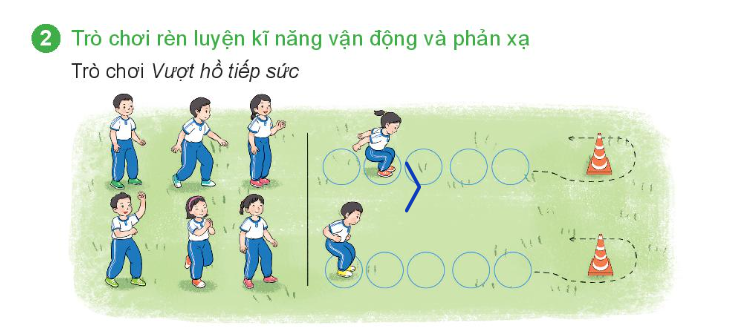 2 Trò chơi rèn luyện kĩ năng vận động và phản xạ
Trò chơi Vượt hồ tiếp sức